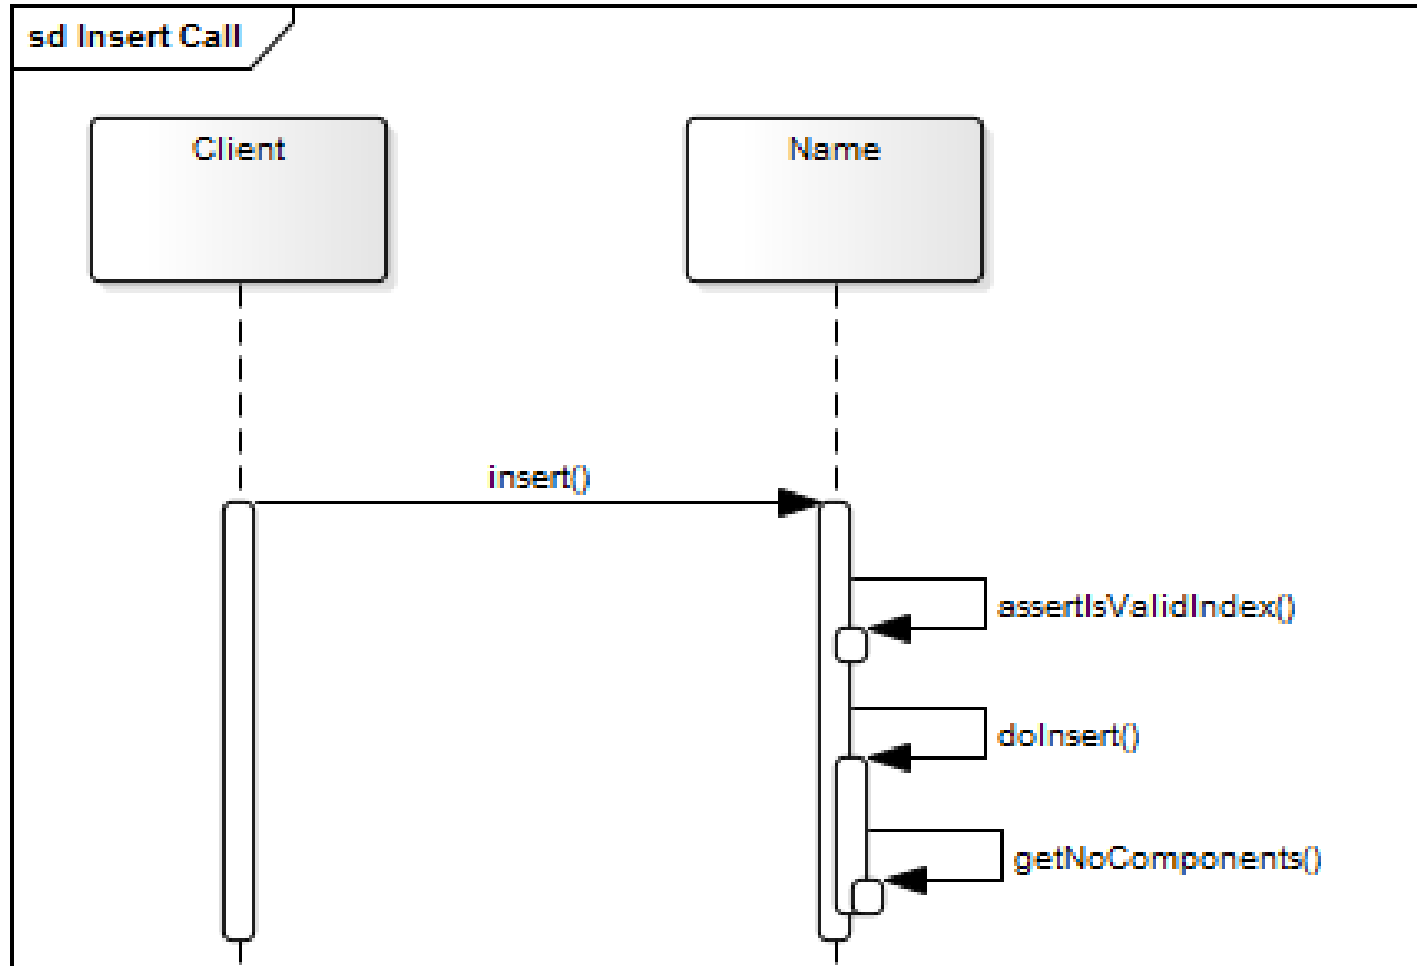 sd Insert Call
Client
Name
insert()
assertIsValidIndex()
doInsert()
getNoComponents()